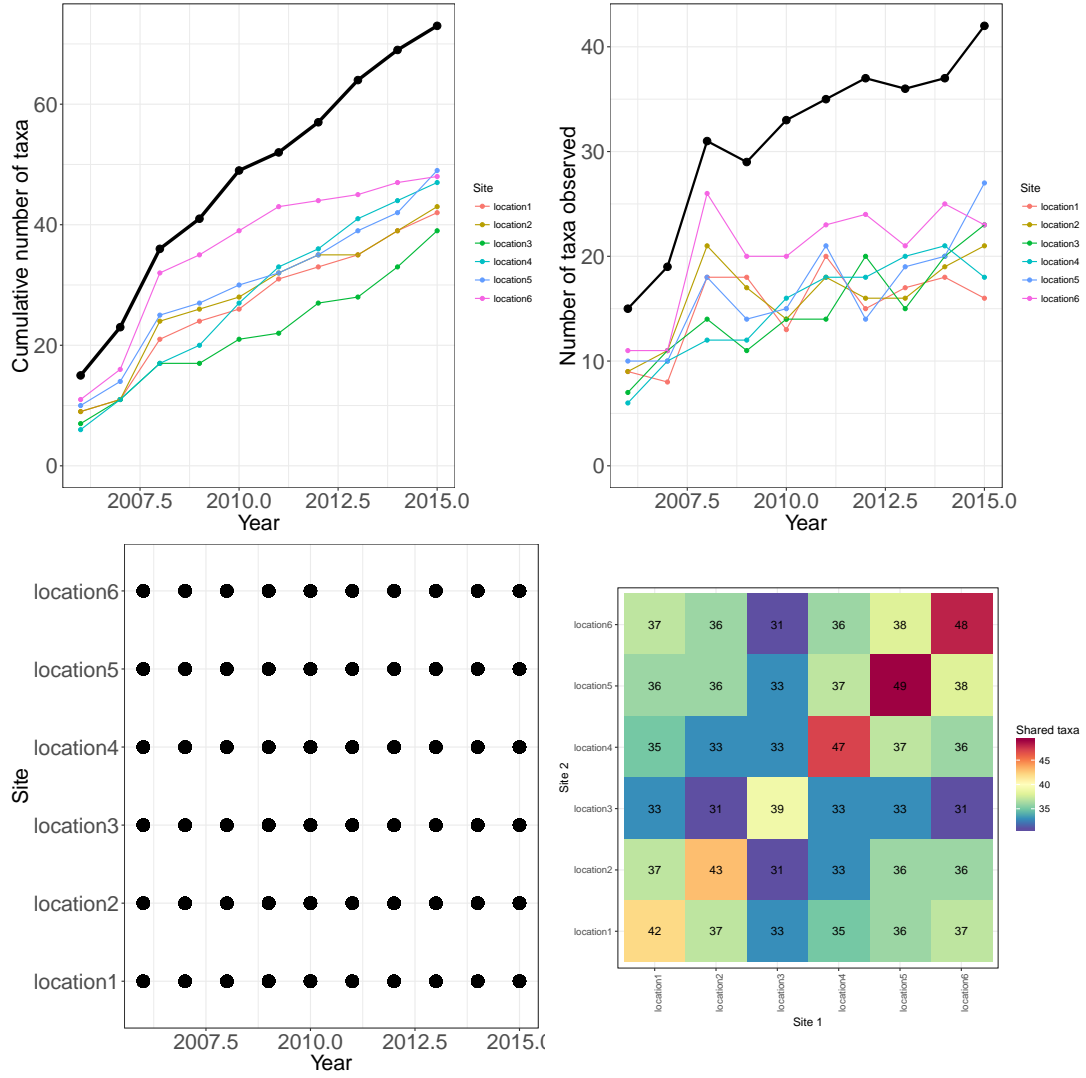 Cumulative number of taxa
60
40
20
0
2007.5 2010.0 2012.5 2015.0
Year
Site
location1
location2
location3
location4
location5
location6
Number of taxa observed
40
30
20
10
0
2007.5 2010.0 2012.5 2015.0
Year
Site
location1
location2
location3
location4
location5
location6
Site
location6
location5
location4
location3
location2
location1
2007.5 2010.0 2012.5 2015.0
Year
Site 2
location6 37 36 31 36 38 48
location5 36 36 33 37 49 38
location4 35 33 33 47 37 36
location3 33 31 39 33 33 31
location2 37 43 31 33 36 36
location1 42 37 33 35 36 37
location1 location2 location3 location4 location5 location6
Site 1
Shared taxa
45
40
35